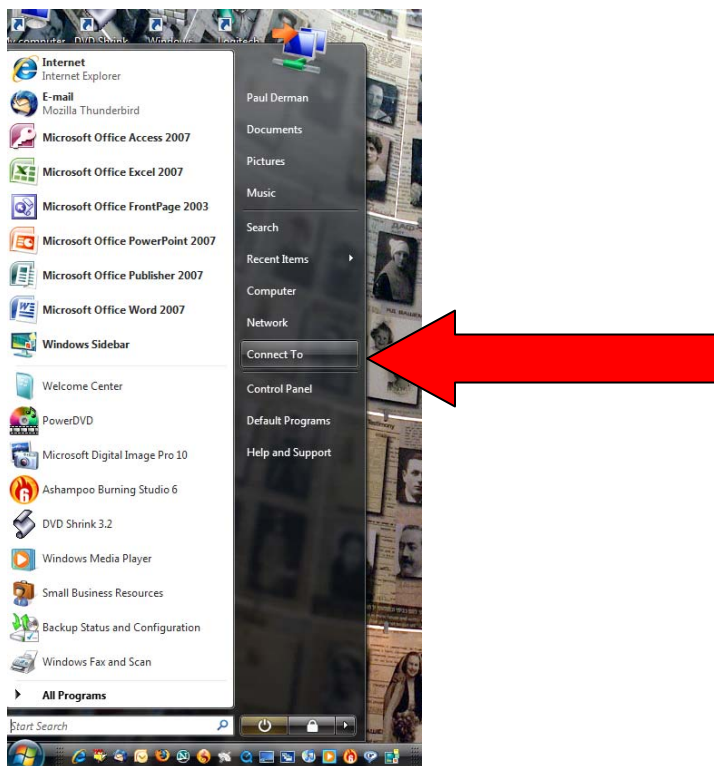 My computer DVD Shrink Windows Logitech
Internet
Internet Explorer
E-mail
Mozilla Thunderbird
Microsoft Office Access 2007
Microsoft Office Excel 2007
Microsoft Office FrontPage 2003
Microsoft Office PowerPoint 2007
Microsoft Office Publisher 2007
Microsoft Office Word 2007
Windows Sidebar
Welcome Center
PowerDVD
Microsoft Digital Image Pro 10
Ashampoo Burning Studio 6
DVD Shrink 3.2
Windows Media Player
Small Business Resources
Backup Status and Configuration
Windows Fax and Scan
All Programs
Start Search
Paul Derman
Documents
Pictures
Music
Search
Recent Items
Computer
Network
Connect To
Control Panel
Default Programs
Help and Support